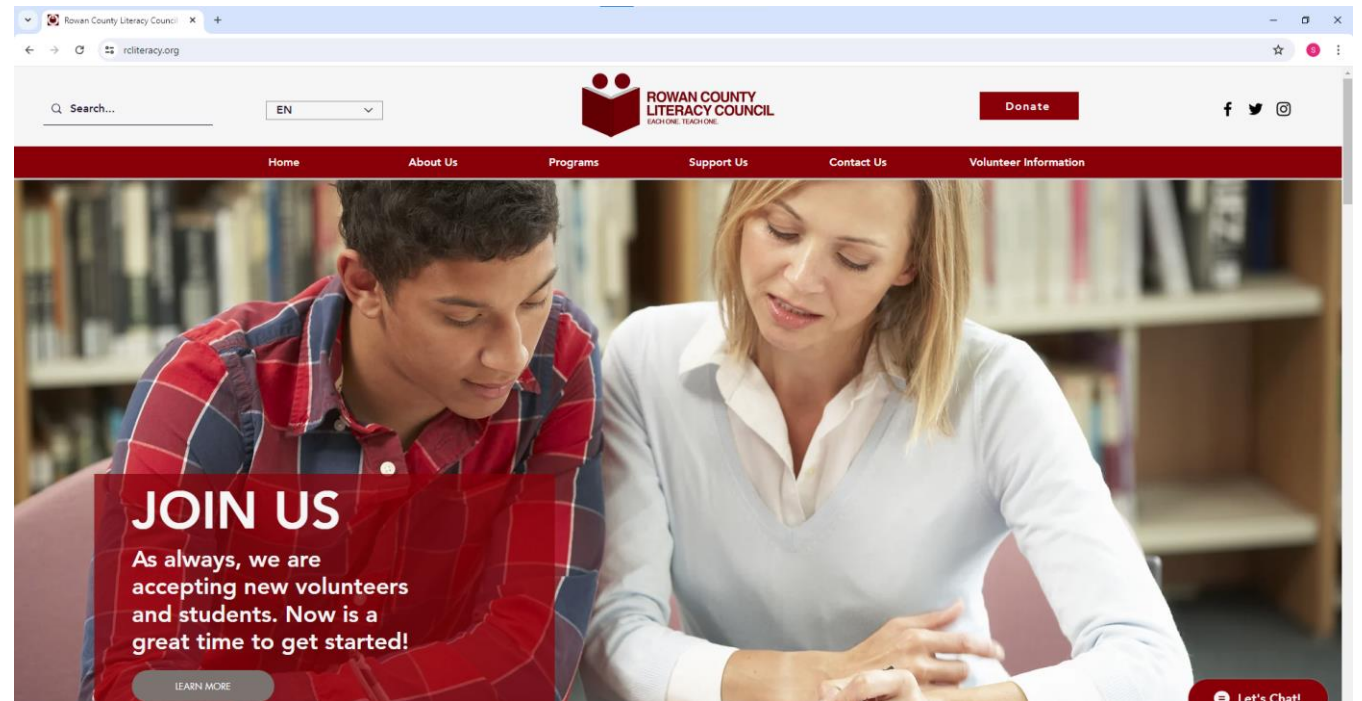 Rowan County Literacy Counci
rcliteracy.org
S
Search...
EN
ROWAN COUNTY
LITERACY COUNCIL
EACH ONE. TEACH ONE.
Donate
Home About Us Programs Support Us Contact Us Volunteer Information
JOIN US
As always, we are
accepting new volunteers
and students. Now is a
great time to get started!
LEARN MORE
Let's Chat!